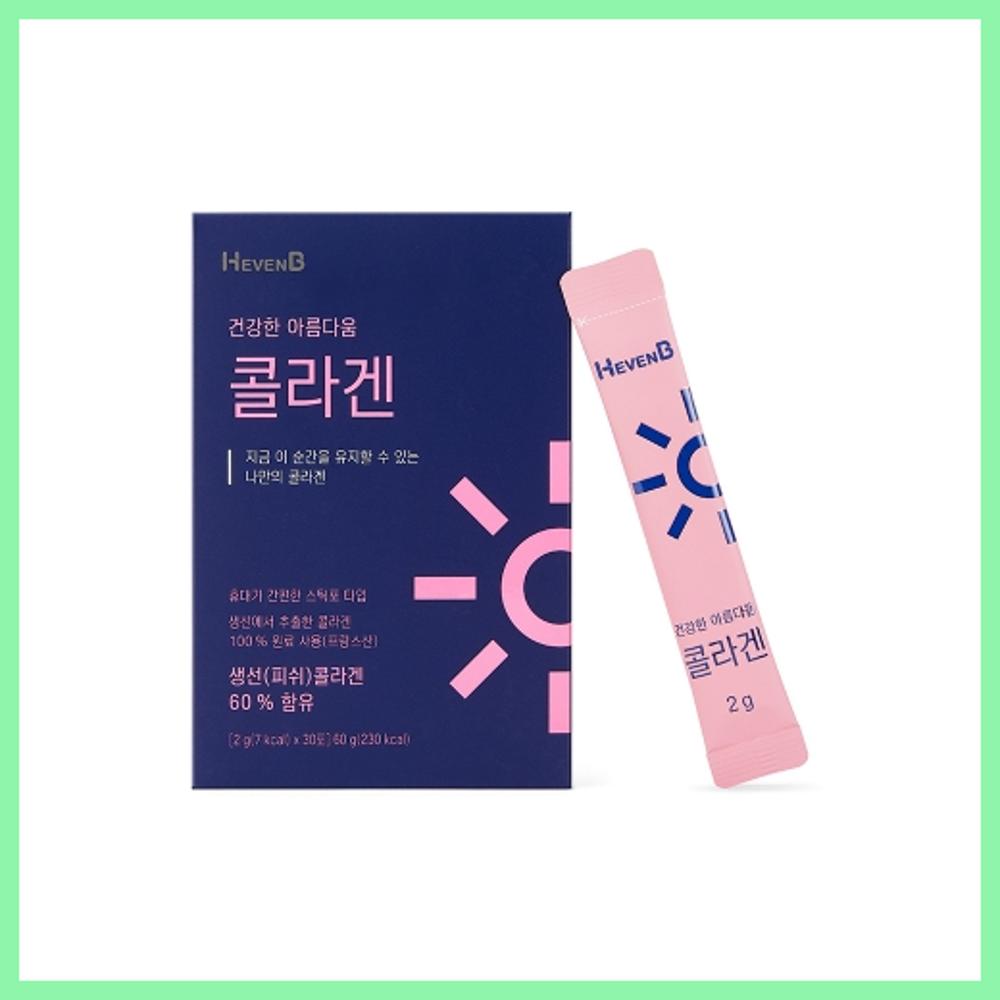 HEVENB
건강한 아름다움
콜라겐
지금 이 순간을 유지할 수 있는
나만의 콜라겐
휴대가 간편한 스틱포 타입
생선에서 추출한 콜라겐
100 % 원료 사용(프랑스산)
생선(피쉬)콜라겐
60 % 함유
[2 g(7 kcal) x 30포] 60 g(230 kcal)
HEVENB
건강한 아름다움
콜라겐
2 g